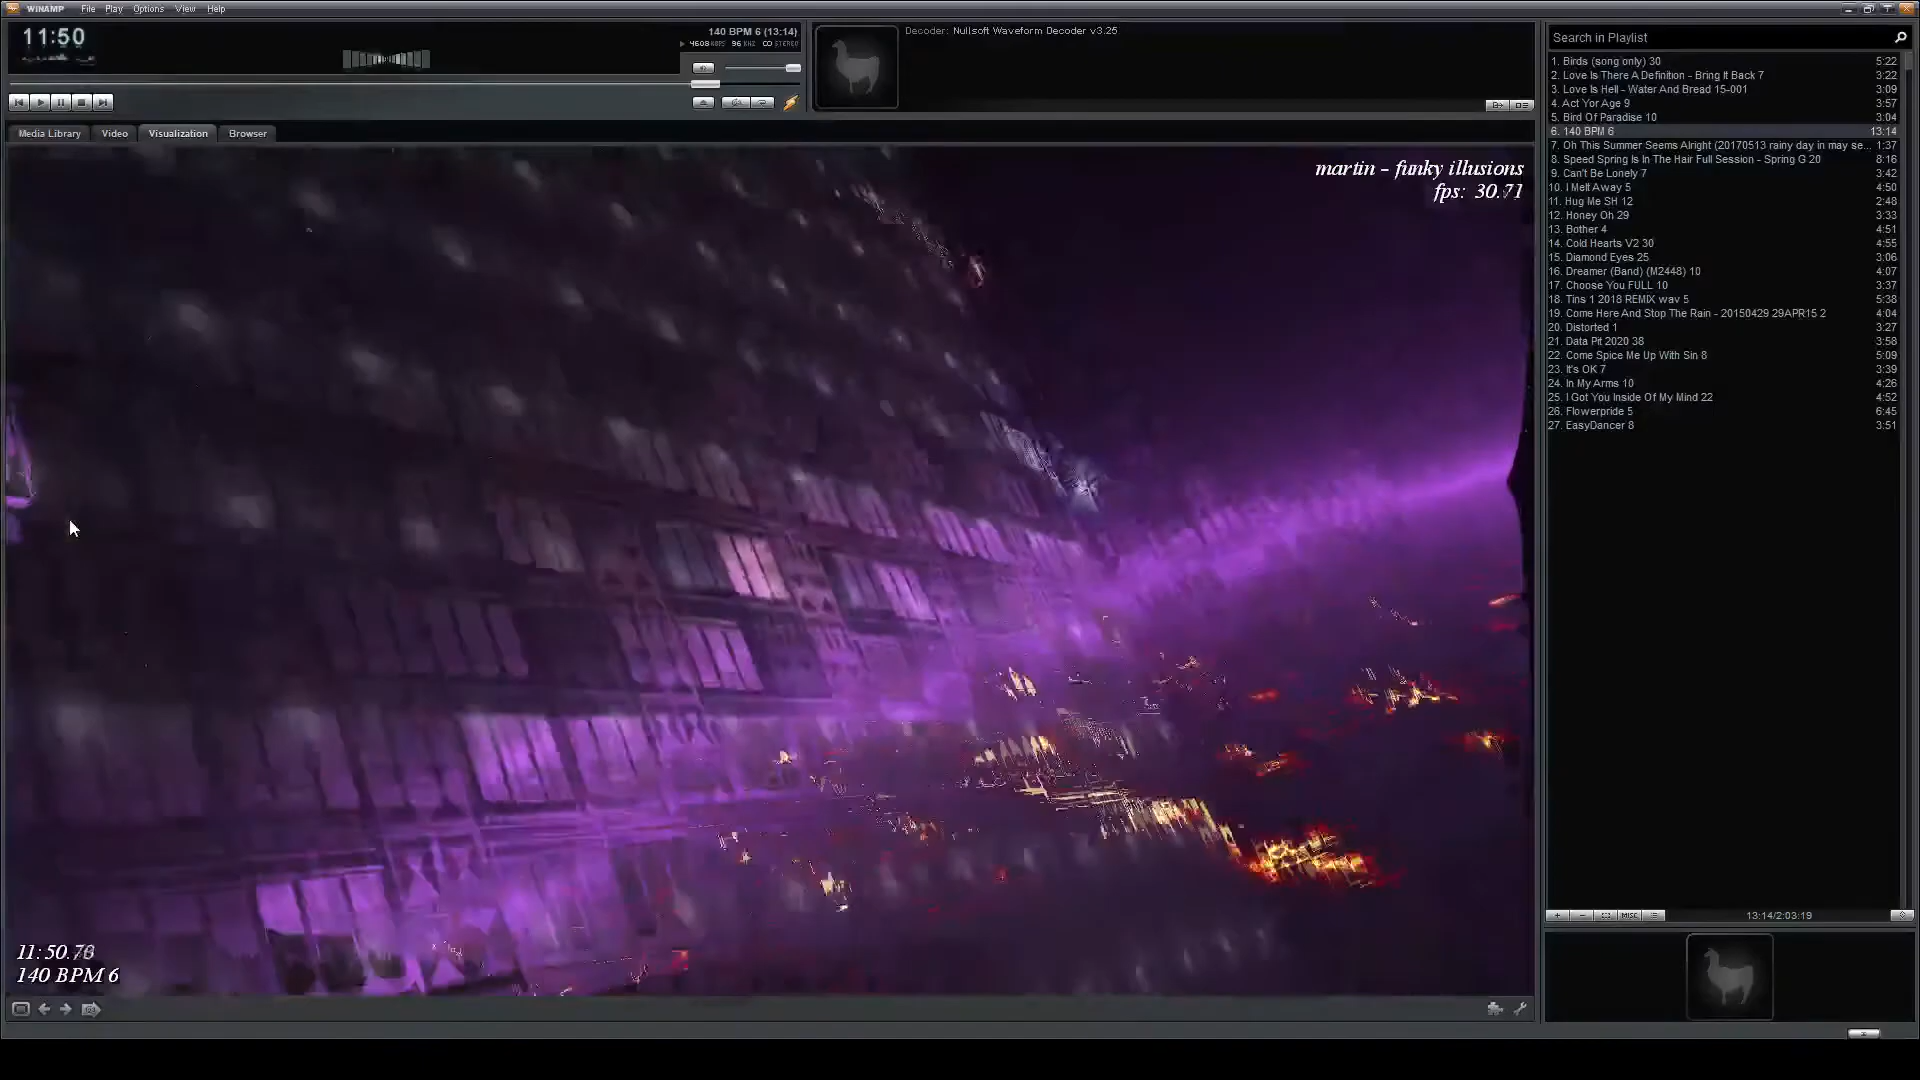 WINAMP File Play Options View Help
11:50
140 BPM 6 (13:14)
4608 KBPS 96 KHZ STEREO
Decoder: Nullsoft Waveform Decoder v3.25
Media Library Video Visualization Browser
martin - funky illusions
fps: 30.71
11:50.78
140 BPM 6
Search in Playlist
1. Birds (song only) 30 5:22
2. Love Is There A Definition - Bring It Back 7 3:22
3. Love Is Hell - Water And Bread 15-001 3:09
4. Act Yor Age 9 3:57
5. Bird Of Paradise 10 3:04
6. 140 BPM 6 13:14
7. Oh This Summer Seems Alright (20170513 rainy day in may se... 1:37
8. Speed Spring Is In The Hair Full Session - Spring G 20 8:16
9. Can't Be Lonely 7 3:42
10. I Melt Away 5 4:50
11. Hug Me SH 12 2:48
12. Honey Oh 29 3:33
13. Bother 4 4:51
14. Cold Hearts V2 30 4:55
15. Diamond Eyes 25 3:06
16. Dreamer (Band) (M2448) 10 4:07
17. Choose You FULL 10 3:37
18. Tins 1 2018 REMIX wav 5 5:38
19. Come Here And Stop The Rain - 20150429 29APR15 2 4:04
20. Distorted 1 3:27
21. Data Pit 2020 38 3:58
22. Come Spice Me Up With Sin 8 5:09
23. It's OK 7 3:39
24. In My Arms 10 4:26
25. I Got You Inside Of My Mind 22 4:52
26. Flowerpride 5 6:45
27. EasyDancer 8 3:51
MISC 13:14/2:03:19